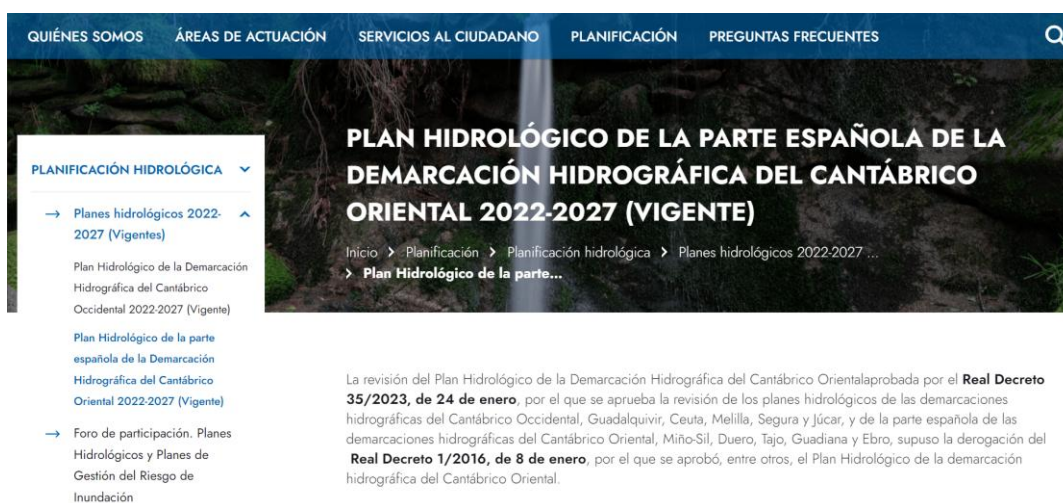 QUIÉNES SOMOS ÁREAS DE ACTUACIÓN SERVICIOS AL CIUDADANO PLANIFICACIÓN PREGUNTAS FRECUENTES
PLANIFICACIÓN HIDROLÓGICA
→ Planes hidrológicos 2022-
2027 (Vigentes)
Plan Hidrológico de la Demarcación
Hidrográfica del Cantábrico
Occidental 2022-2027 (Vigente)
Plan Hidrológico de la parte
española de la Demarcación
Hidrográfica del Cantábrico
Oriental 2022-2027 (Vigente)
→ Foro de participación. Planes
Hidrológicos y Planes de
Gestión del Riesgo de
Inundación
PLAN HIDROLÓGICO DE LA PARTE ESPAÑOLA DE LA
DEMARCACIÓN HIDROGRÁFICA DEL CANTÁBRICO
ORIENTAL 2022-2027 (VIGENTE)
Inicio > Planificación > Planificación hidrológica > Planes hidrológicos 2022-2027 ...
> Plan Hidrológico de la parte...
La revisión del Plan Hidrológico de la Demarcación Hidrográfica del Cantábrico Orientalaprobada por el Real Decreto
35/2023, de 24 de enero, por el que se aprueba la revisión de los planes hidrológicos de las demarcaciones
hidrográficas del Cantábrico Occidental, Guadalquivir, Ceuta, Melilla, Segura y Júcar, y de la parte española de las
demarcaciones hidrográficas del Cantábrico Oriental, Miño-Sil, Duero, Tajo, Guadiana y Ebro, supuso la derogación del
Real Decreto 1/2016, de 8 de enero, por el que se aprobó, entre otros, el Plan Hidrológico de la demarcación
hidrográfica del Cantábrico Oriental.